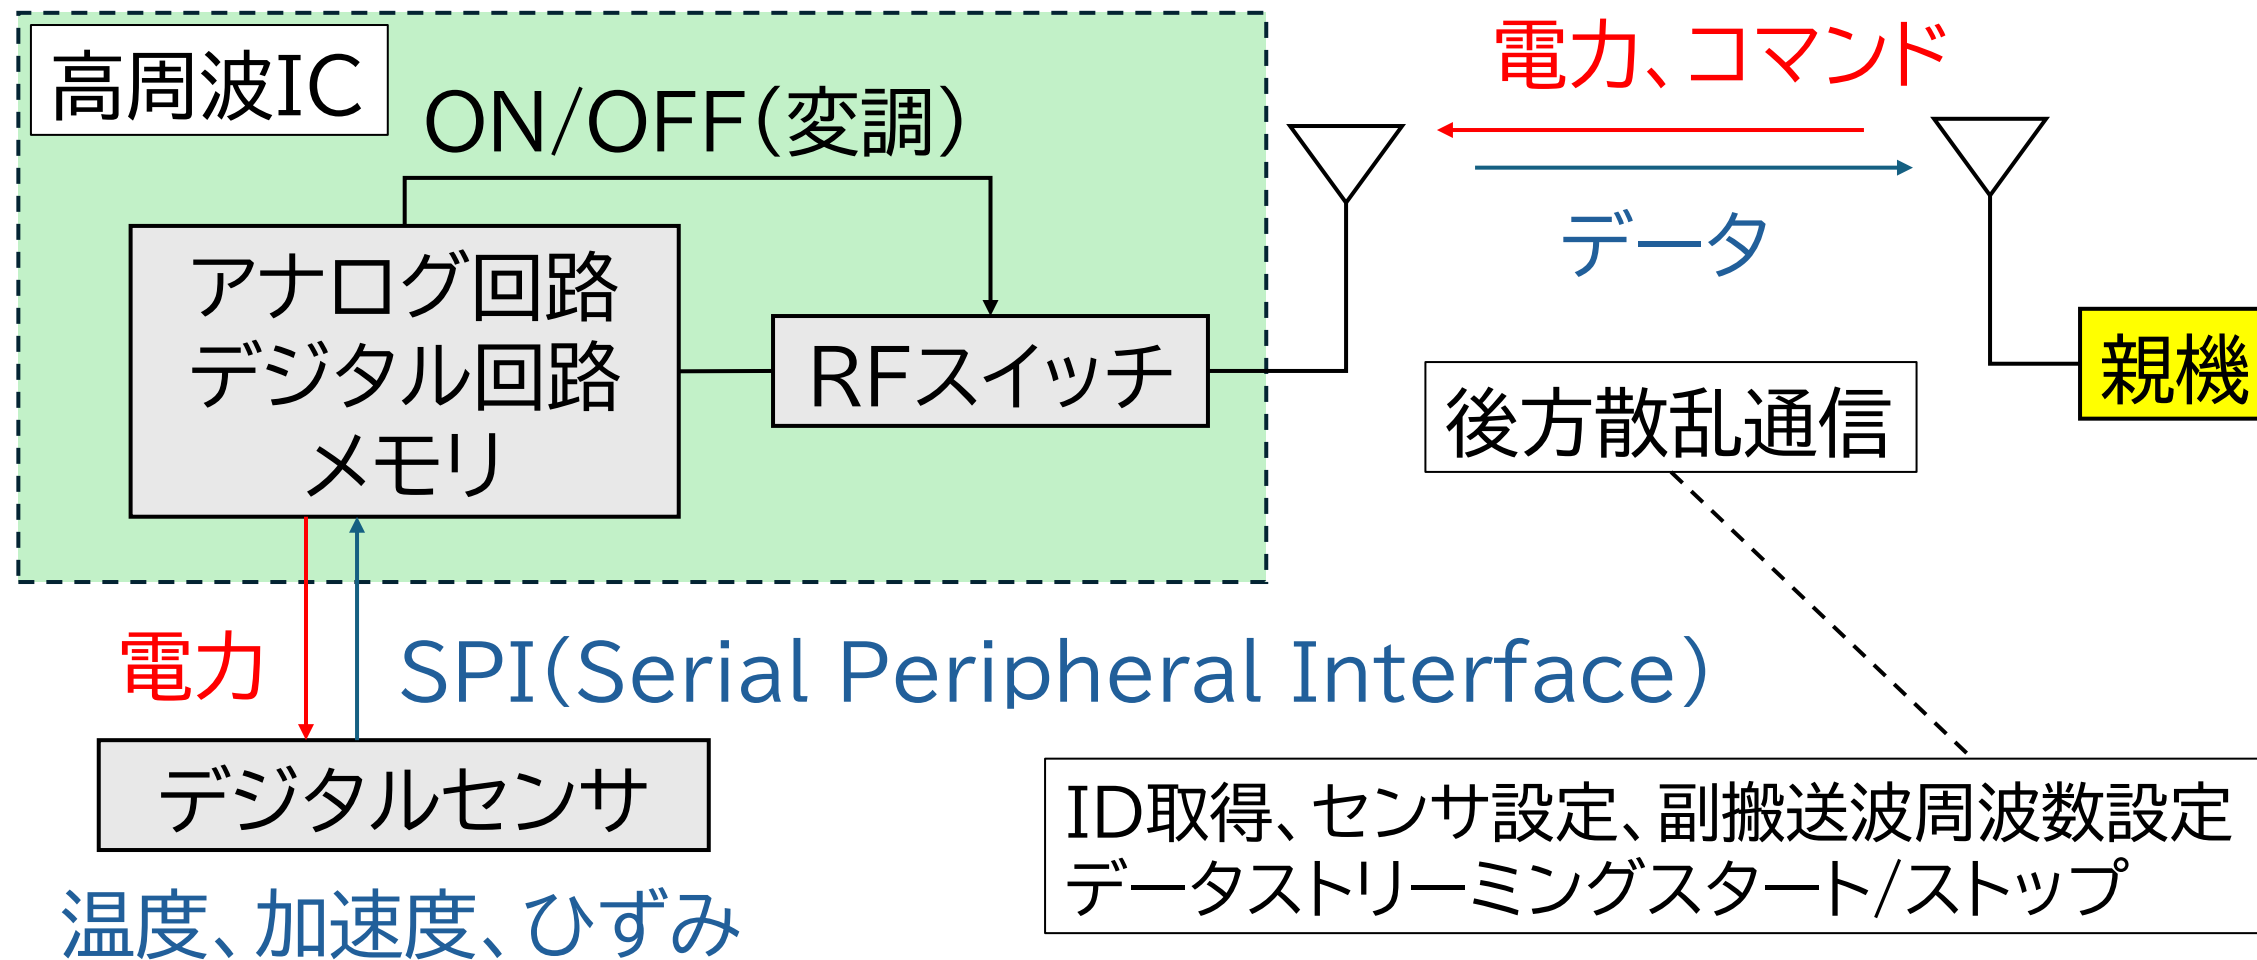 高周波IC
ON/OFF(変調)
電力、コマンド
データ
アナログ回路
デジタル回路
メモリ
RFスイッチ
親機
後方散乱通信
電力
SPI(Serial Peripheral Interface)
デジタルセンサ
ID取得、センサ設定、副搬送波周波数設定
データストリーミングスタート/ストップ
温度、加速度、ひずみ